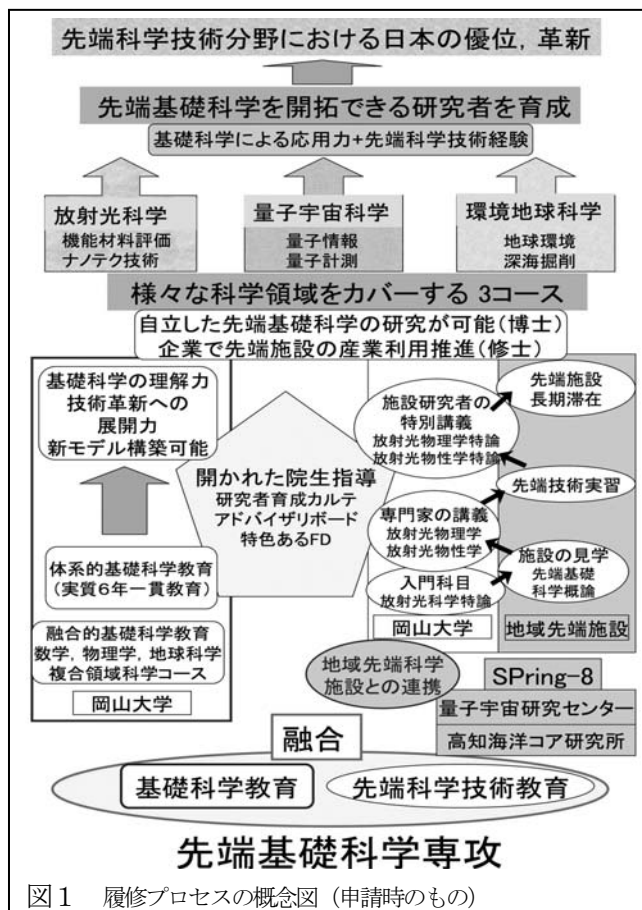 先端科学技術分野における日本の優位，革新
先端基礎科学を開拓できる研究者を育成
基礎科学による応用力+先端科学技術経験
放射光科学
機能材料評価
ナノテク技術
量子宇宙科学
量子情報
量子計測
環境地球科学
地球環境
深海掘削
様々な科学領域をカバーする 3コース
自立した先端基礎科学の研究が可能(博士)
企業で先端施設の産業利用推進(修士)
基礎科学の理解力
技術革新への
展開力
新モデル構築可能
体系的基礎科学教育
(実質6年一貫教育)
融合的基礎科学教育
数学，物理学，地球科学
複合領域科学コース
岡山大学
開かれた院生指導
研究者育成カルテ
アドバイザリボード
特色あるFD
施設研究者の
特別講義
放射光物理学特論
放射光物性学特論
専門家の講義
放射光物理学
放射光物性学
入門科目
放射光科学特論
岡山大学
先端施設
長期滞在
先端技術実習
施設の見学
先端基礎
科学概論
地域先端施設
地域先端科学
施設との連携
SPring-8
量子宇宙研究センター
高知海洋コア研究所
融合
基礎科学教育
先端科学技術教育
先端基礎科学専攻
図１　履修プロセスの概念図（申請時のもの）